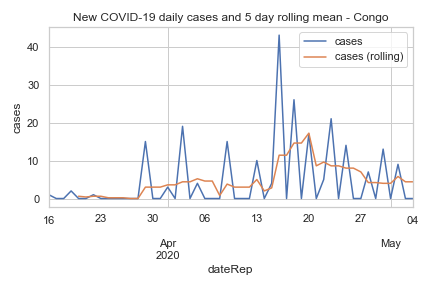 New COVID-19 daily cases and 5 day rolling mean - Congo
cases
cases (rolling)
cases
40
30
20
10
0
16 23 30 06 13 20 27 04
Apr May
2020
dateRep